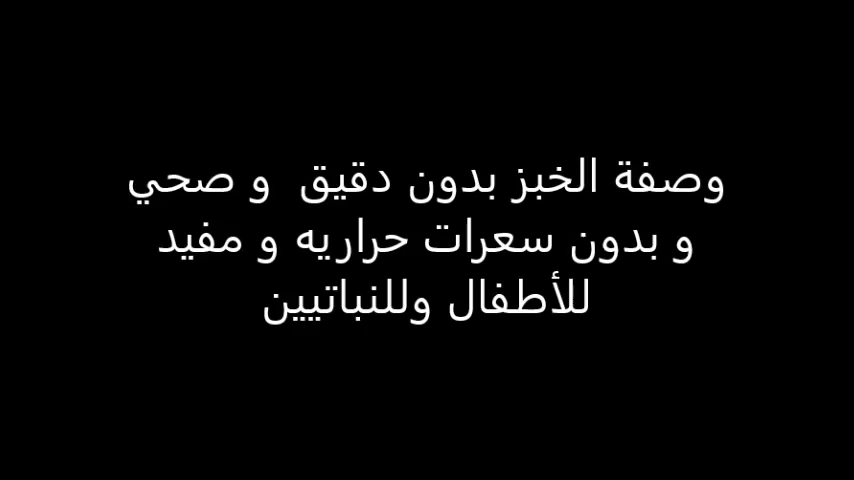 وصفة الخبز بدون دقيق  و صحي
و بدون سعرات حراريه و مفيد
للأطفال وللنباتيين